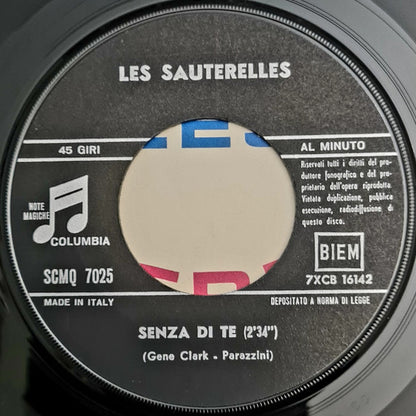 LES SAUTERELLES
45 GIRI
AL MINUTO
Riservati tutti i diritti del pro-
duttore fonografico e del pro-
prietario dell'opera riprodotta.
Vietata duplicazione, pubblica
esecuzione, radiodiffusione di
questo disco.
NOTE
MAGICHE
COLUMBIA
BIEM
SCMQ 7025
7XCB 16142
MADE IN ITALY
DEPOSITATO A NORMA DI LEGGE
SENZA DI TE (2'34")
(Gene Clark - Parazzini)